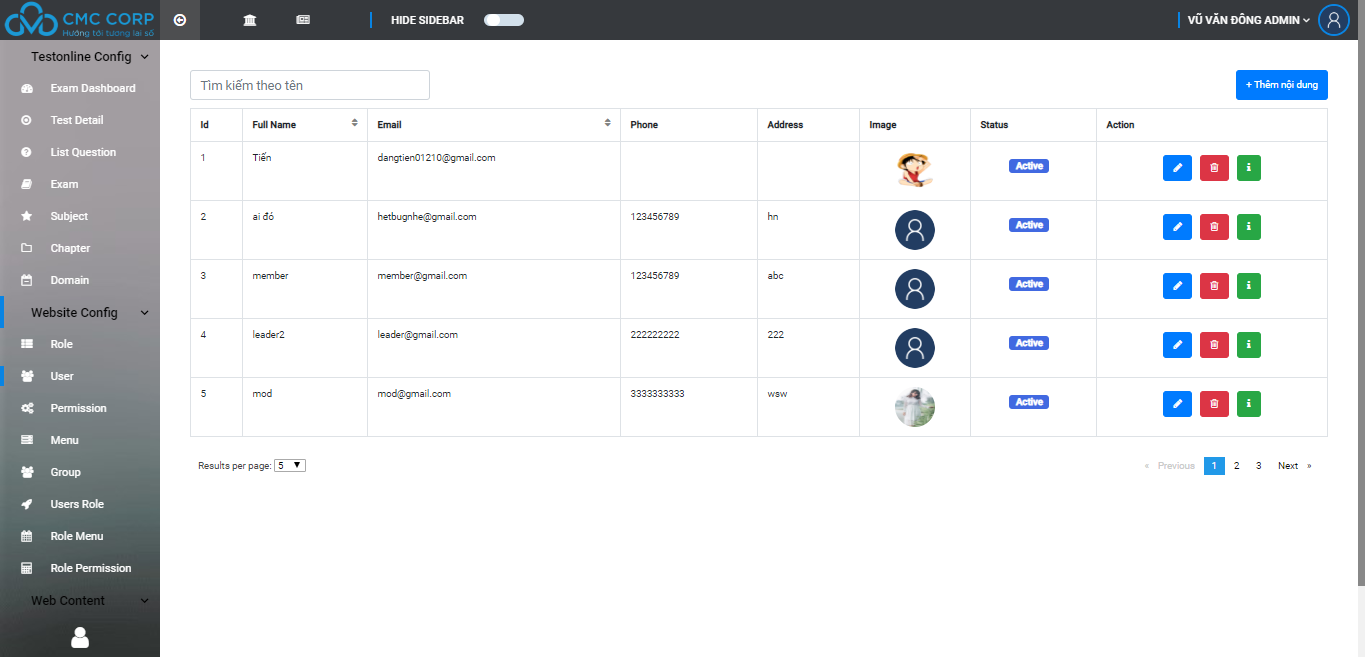 CMC CORP
Hướng tới tương lai số
HIDE SIDEBAR
VŨ VĂN ĐÔNG ADMIN
Testonline Config
Exam Dashboard
Test Detail
List Question
Exam
Subject
Chapter
Domain
Website Config
Role
User
Permission
Menu
Group
Users Role
Role Menu
Role Permission
Web Content
Tìm kiếm theo tên
+ Thêm nội dung
Id Full Name Email Phone Address Image Status Action
1 Tiến dangtien01210@gmail.com Active
2 ai đó hetbugnhe@gmail.com 123456789 hn Active
3 member member@gmail.com 123456789 abc Active
4 leader2 leader@gmail.com 222222222 222 Active
5 mod mod@gmail.com 3333333333 wsw Active
Results per page: 5
« Previous 1 2 3 Next »